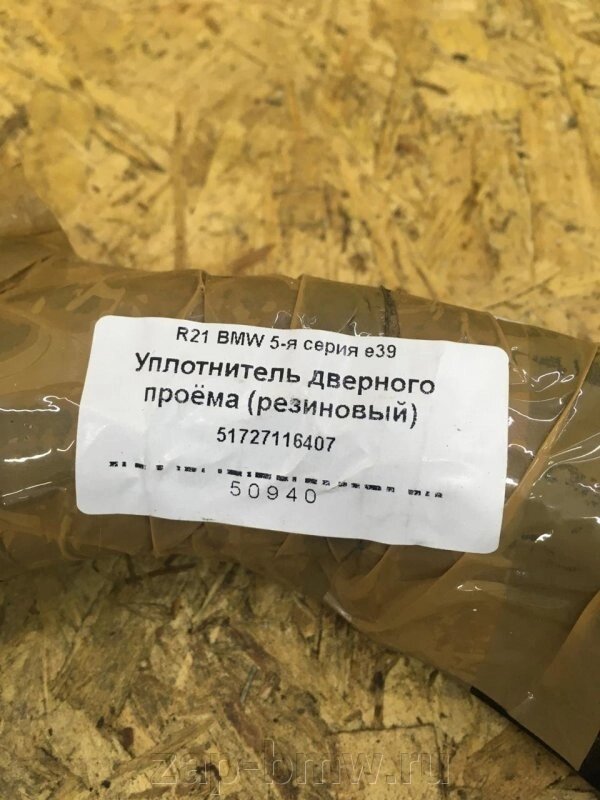 R21 BMW 5-я серия e39
Уплотнитель дверного
проёма (резиновый)
51727116407
50940
zap-bmw.ru